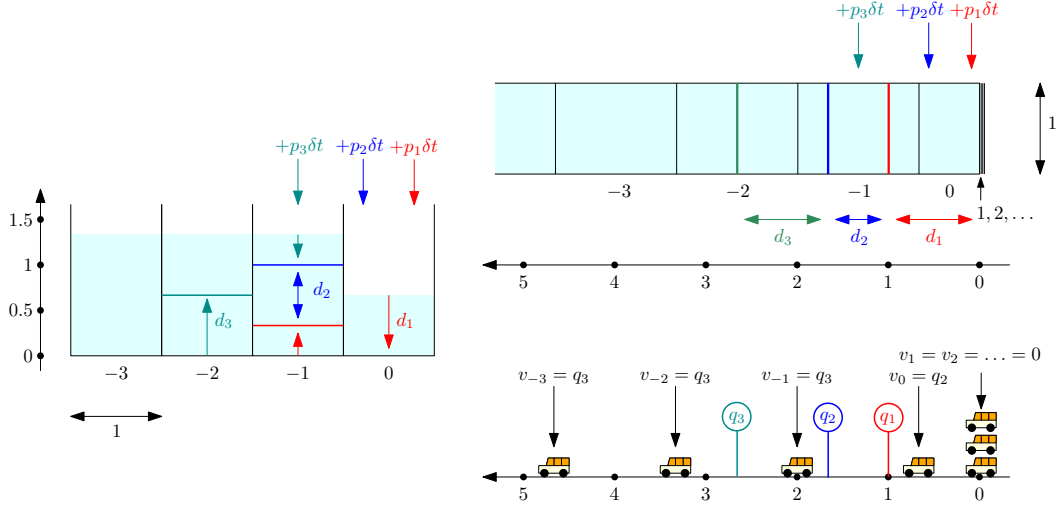 +p₃δt +p₂δt +p₁δt
1.5
1
0.5
0
d₃ d₂ d₁
−3 −2 −1 0
1
+p₃δt +p₂δt +p₁δt
1
−3 −2 −1 0
1, 2, …
d₃ d₂ d₁
5 4 3 2 1 0
v₁ = v₂ = … = 0
v₋₃ = q₃ v₋₂ = q₃ v₋₁ = q₃ v₀ = q₂
q₃ q₂ q₁
5 4 3 2 1 0